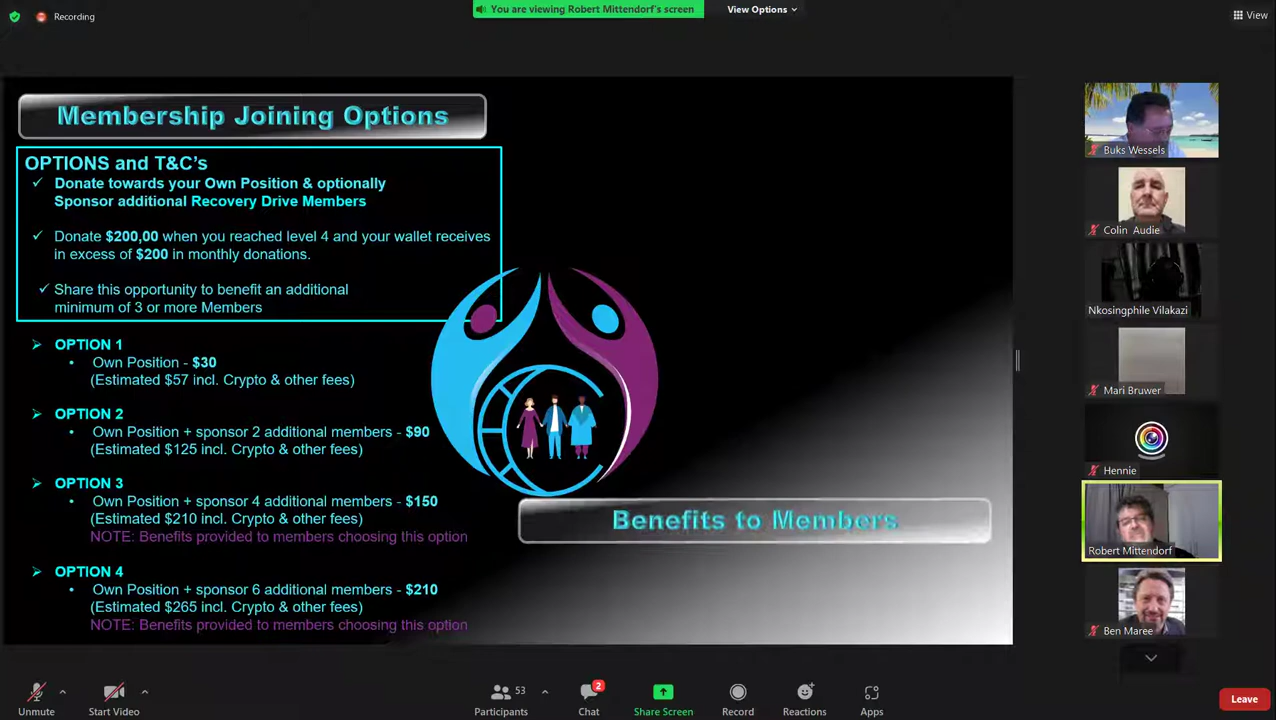 Recording
You are viewing Robert Mittendorf's screen
View Options
View
Membership Joining Options
OPTIONS and T&C's
Donate towards your Own Position & optionally
Sponsor additional Recovery Drive Members
Donate $200,00 when you reached level 4 and your wallet receives
in excess of $200 in monthly donations.
Share this opportunity to benefit an additional
minimum of 3 or more Members
OPTION 1
Own Position - $30
(Estimated $57 incl. Crypto & other fees)
OPTION 2
Own Position + sponsor 2 additional members - $90
(Estimated $125 incl. Crypto & other fees)
OPTION 3
Own Position + sponsor 4 additional members - $150
(Estimated $210 incl. Crypto & other fees)
NOTE: Benefits provided to members choosing this option
OPTION 4
Own Position + sponsor 6 additional members - $210
(Estimated $265 incl. Crypto & other fees)
NOTE: Benefits provided to members choosing this option
Benefits to Members
Buks Wessels
Colin Audie
Nkosingphile Vilakazi
Mari Bruwer
Hennie
Robert Mittendorf
Ben Maree
Unmute
Start Video
53
Participants
2
Chat
Share Screen
Record
Reactions
Apps
Leave